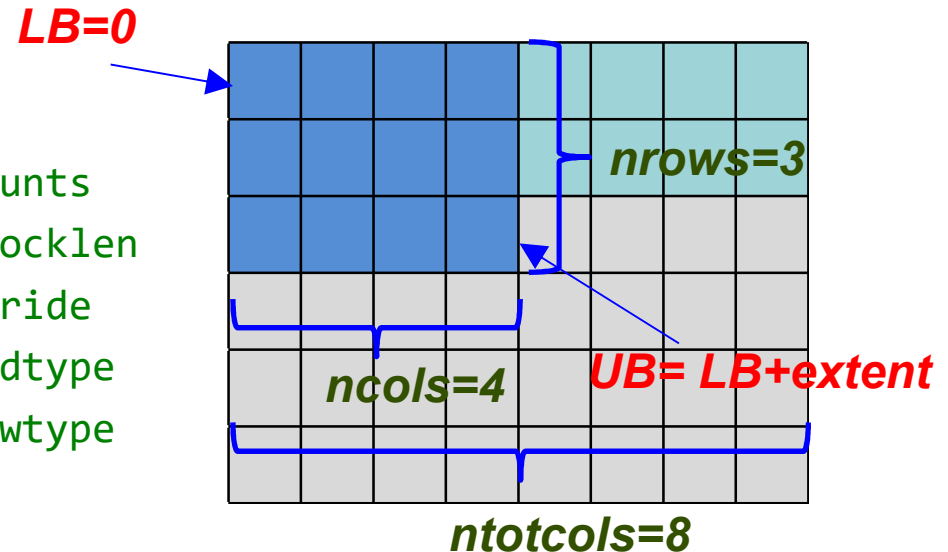 LB=0
nrows=3
unts
ocklen
ride
dtype
wtype
ncols=4
UB= LB+extent
ntotcols=8